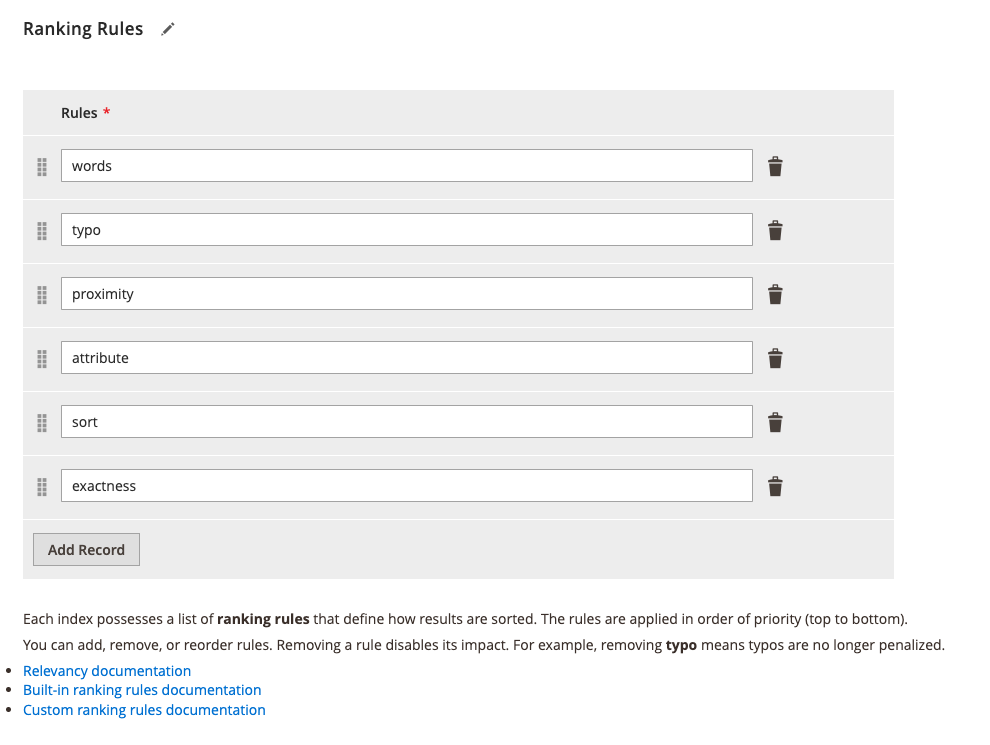 Ranking Rules
Rules *
words
typo
proximity
attribute
sort
exactness
Add Record
Each index possesses a list of ranking rules that define how results are sorted. The rules are applied in order of priority (top to bottom).
You can add, remove, or reorder rules. Removing a rule disables its impact. For example, removing typo means typos are no longer penalized.
Relevancy documentation
Built-in ranking rules documentation
Custom ranking rules documentation